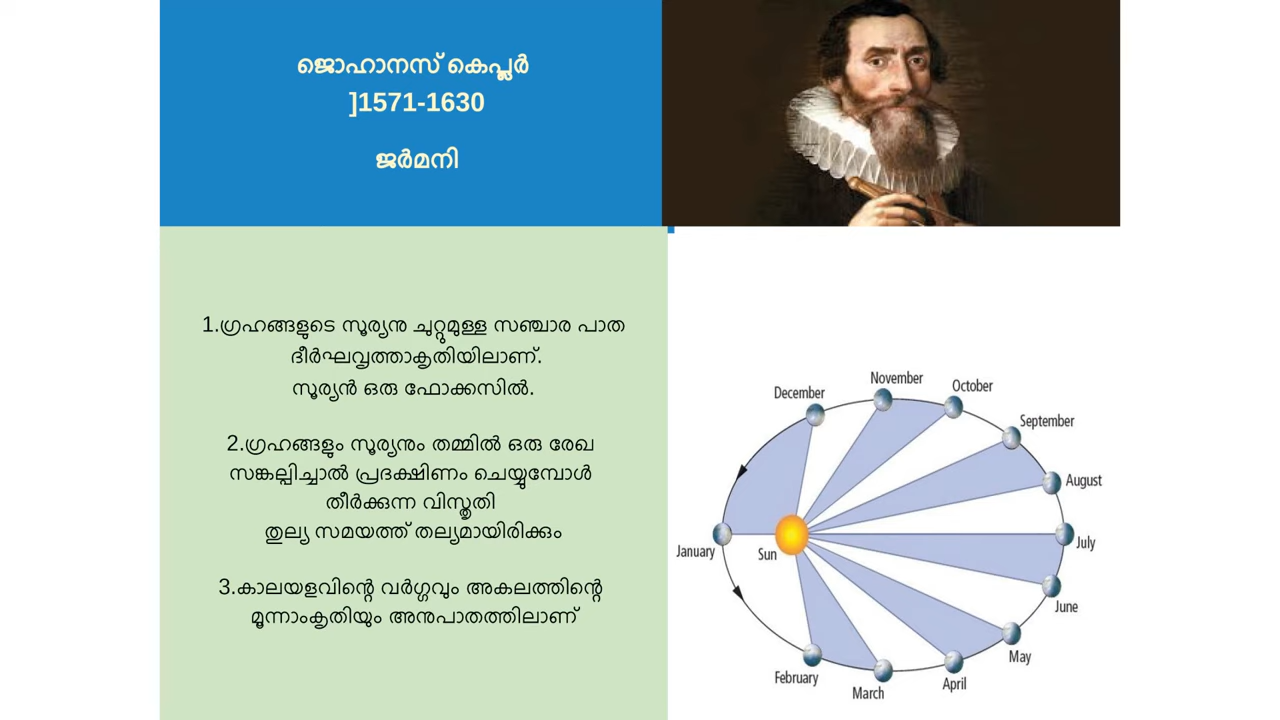 ജൊഹാനസ് കെപ്ലർ
]1571-1630
ജർമനി
1.ഗ്രഹങ്ങളുടെ സൂര്യനു ചുറ്റുമുള്ള സഞ്ചാര പാത
ദീർഘവൃത്താകൃതിയിലാണ്.
സൂര്യൻ ഒരു ഫോക്കസിൽ.
2.ഗ്രഹങ്ങളും സൂര്യനും തമ്മിൽ ഒരു രേഖ
സങ്കല്പിച്ചാൽ പ്രദക്ഷിണം ചെയ്യുമ്പോൾ
തീർക്കുന്ന വിസ്തൃതി
തുല്യ സമയത്ത് തല്യമായിരിക്കും
3.കാലയളവിന്റെ വർഗ്ഗവും അകലത്തിന്റെ
മൂന്നാംകൃതിയും അനുപാതത്തിലാണ്
November
October
December
September
August
January
Sun
July
June
May
February
April
March